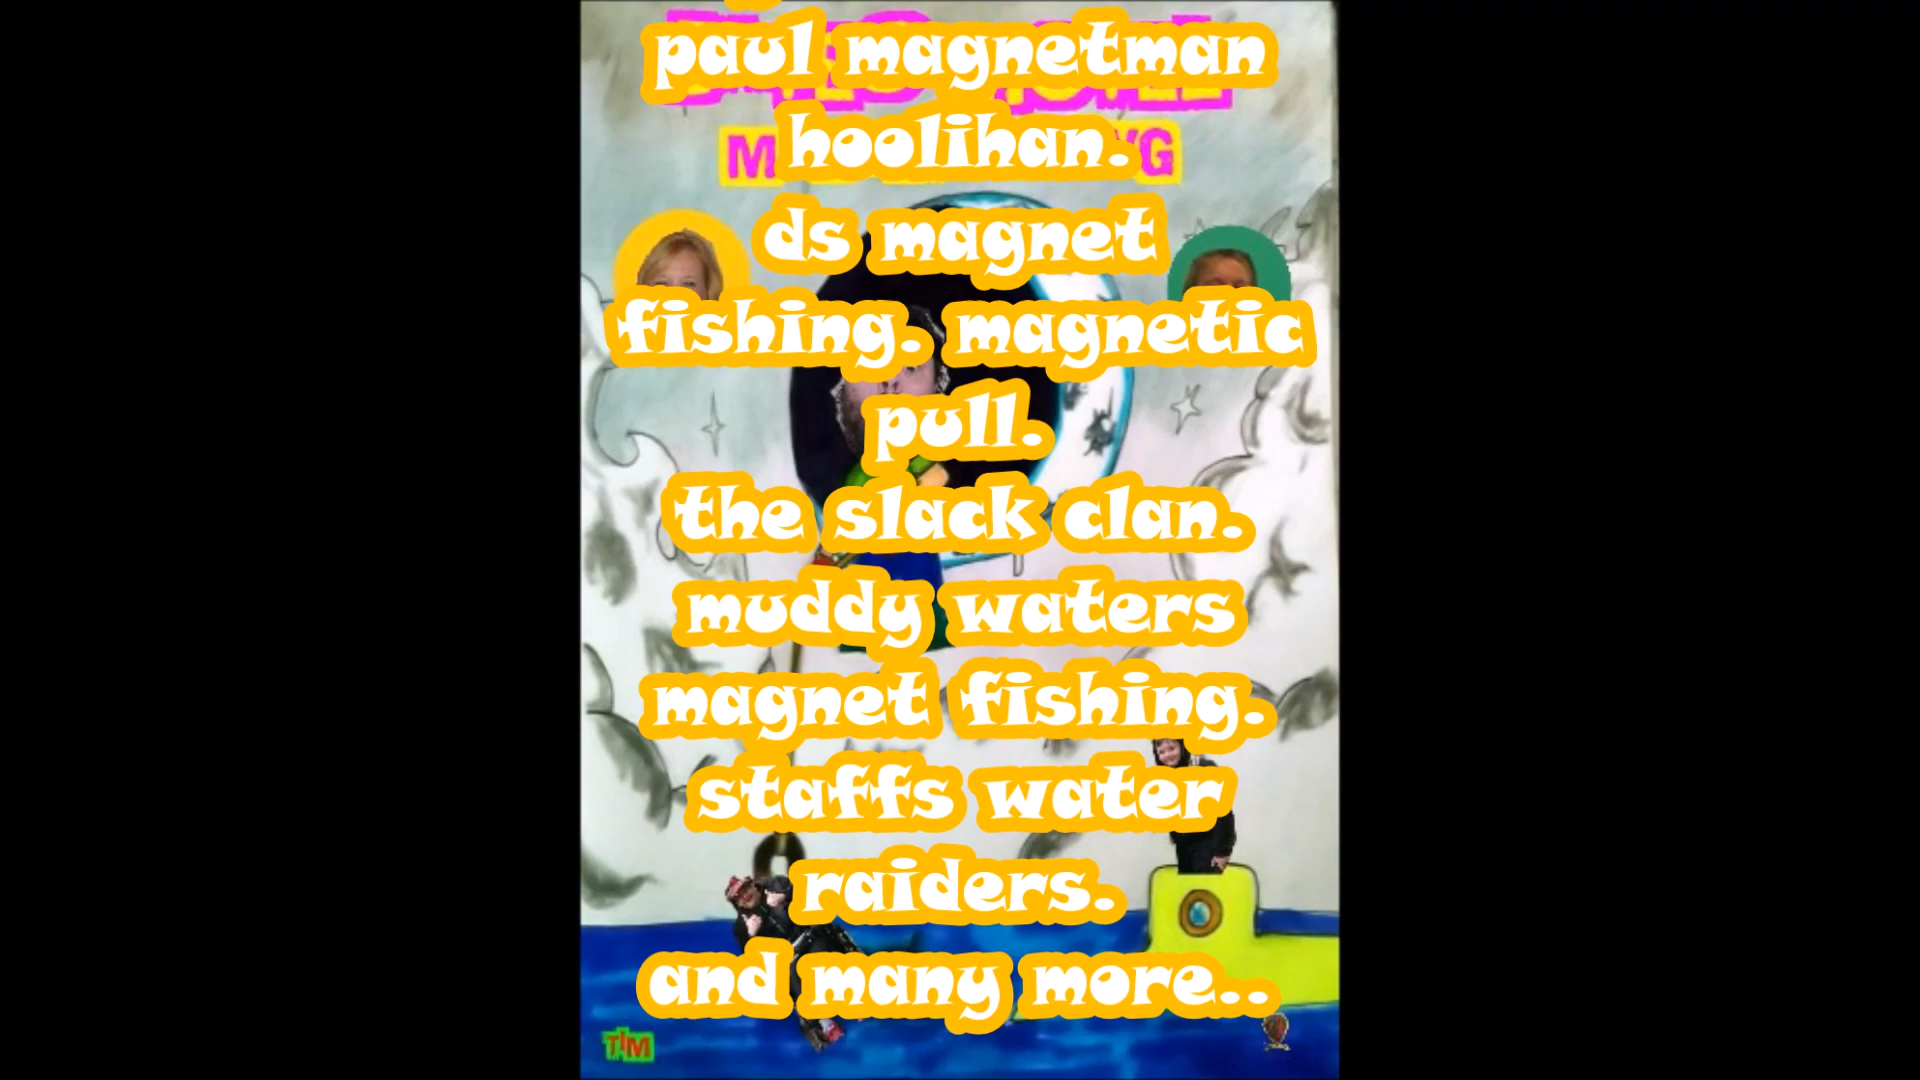 paul magnetman
hoolihan.
ds magnet
fishing. magnetic
pull.
the slack clan.
muddy waters
magnet fishing.
staffs water
raiders.
and many more..
TIM